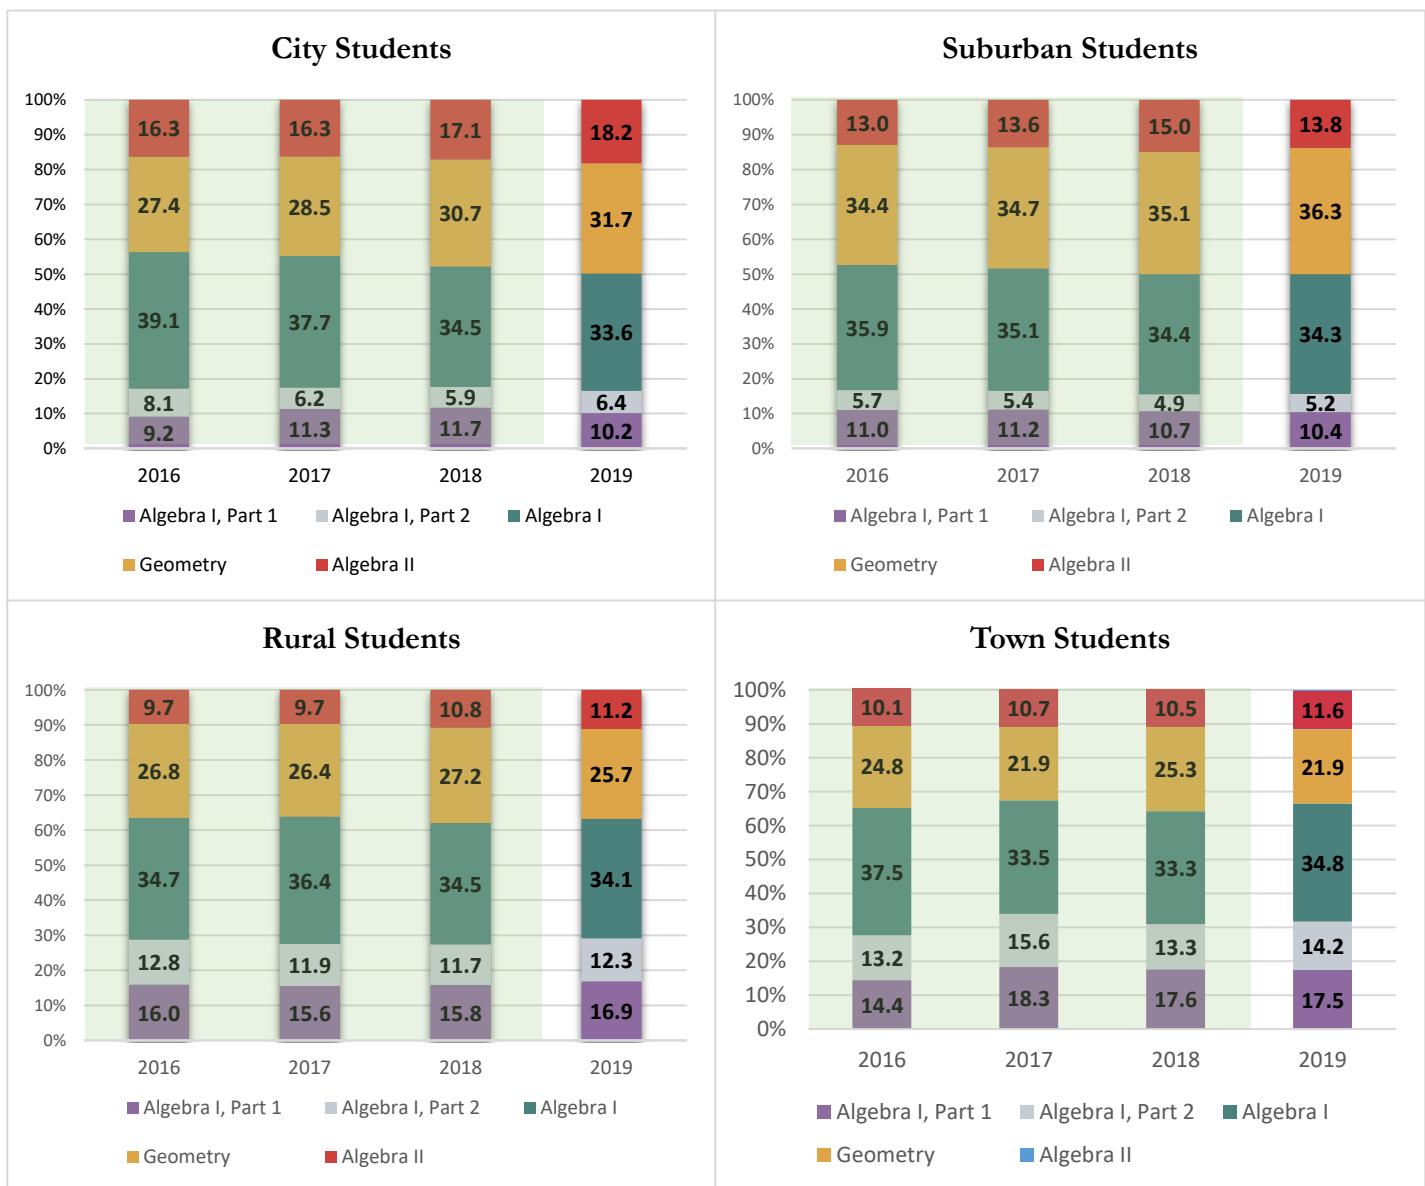 City Students
100% 16.3 16.3 17.1 18.2
90%
80%
70% 27.4 28.5 30.7 31.7
60%
50%
40% 39.1 37.7 34.5 33.6
30%
20%
10% 8.1 6.2 5.9 6.4
0% 9.2 11.3 11.7 10.2
2016 2017 2018 2019
Algebra I, Part 1 Algebra I, Part 2 Algebra I
Geometry Algebra II
Suburban Students
100% 13.0 13.6 15.0 13.8
90%
80%
70% 34.4 34.7 35.1 36.3
60%
50%
40% 35.9 35.1 34.4 34.3
30%
20%
10% 5.7 5.4 4.9 5.2
0% 11.0 11.2 10.7 10.4
2016 2017 2018 2019
Algebra I, Part 1 Algebra I, Part 2 Algebra I
Geometry Algebra II
Rural Students
100% 9.7 9.7 10.8 11.2
90%
80% 26.8 26.4 27.2 25.7
70%
60%
50% 34.7 36.4 34.5 34.1
40%
30%
20% 12.8 11.9 11.7 12.3
10% 16.0 15.6 15.8 16.9
0%
2016 2017 2018 2019
Algebra I, Part 1 Algebra I, Part 2 Algebra I
Geometry Algebra II
Town Students
100% 10.1 10.7 10.5 11.6
90%
80% 24.8 21.9 25.3 21.9
70%
60%
50% 37.5 33.5 33.3 34.8
40%
30%
20% 13.2 15.6 13.3 14.2
10% 14.4 18.3 17.6 17.5
0%
2016 2017 2018 2019
Algebra I, Part 1 Algebra I, Part 2 Algebra I
Geometry Algebra II